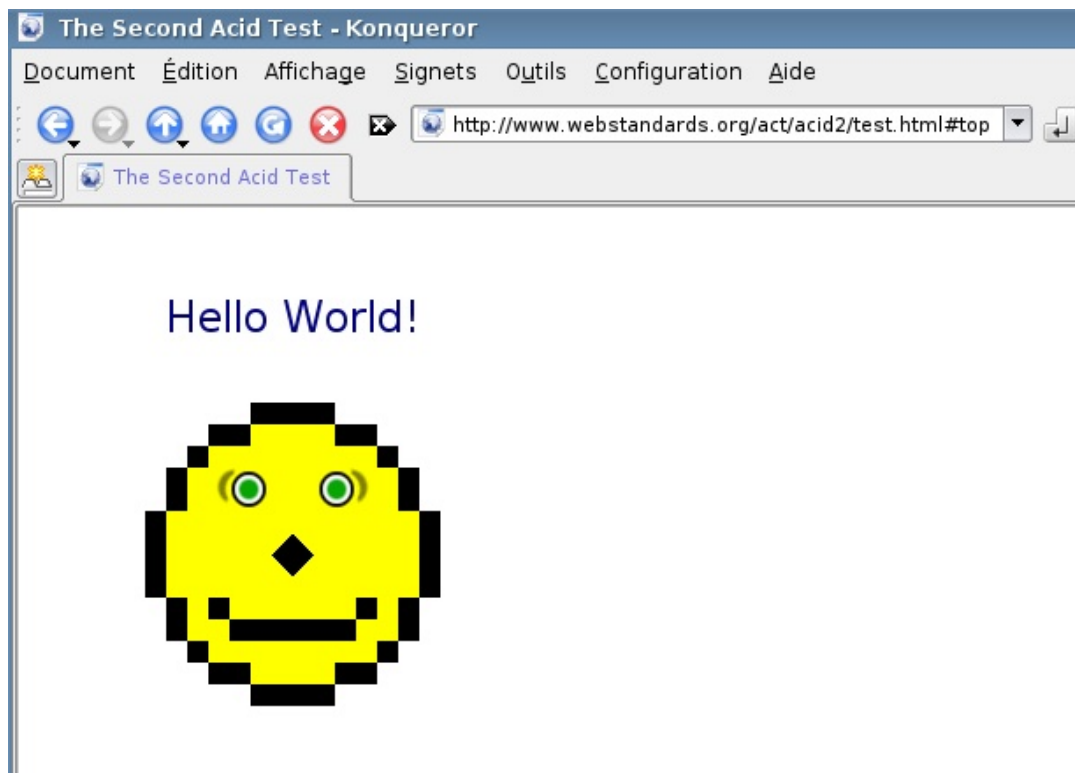 The Second Acid Test - Konqueror
Document Édition Affichage Signets Outils Configuration Aide
http://www.webstandards.org/act/acid2/test.html#top
The Second Acid Test
Hello World!